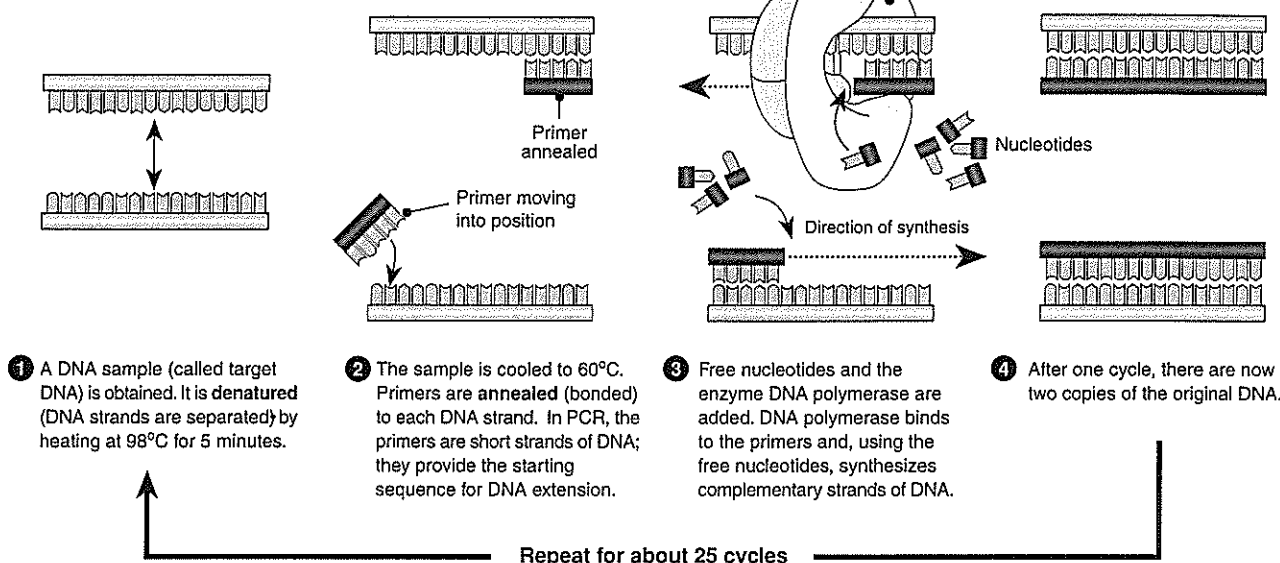 Primer
annealed
Primer moving
into position
Nucleotides
Direction of synthesis
1 A DNA sample (called target
DNA) is obtained. It is denatured
(DNA strands are separated) by
heating at 98°C for 5 minutes.
2 The sample is cooled to 60°C.
Primers are annealed (bonded)
to each DNA strand. In PCR, the
primers are short strands of DNA;
they provide the starting
sequence for DNA extension.
3 Free nucleotides and the
enzyme DNA polymerase are
added. DNA polymerase binds
to the primers and, using the
free nucleotides, synthesizes
complementary strands of DNA.
4 After one cycle, there are now
two copies of the original DNA.
Repeat for about 25 cycles